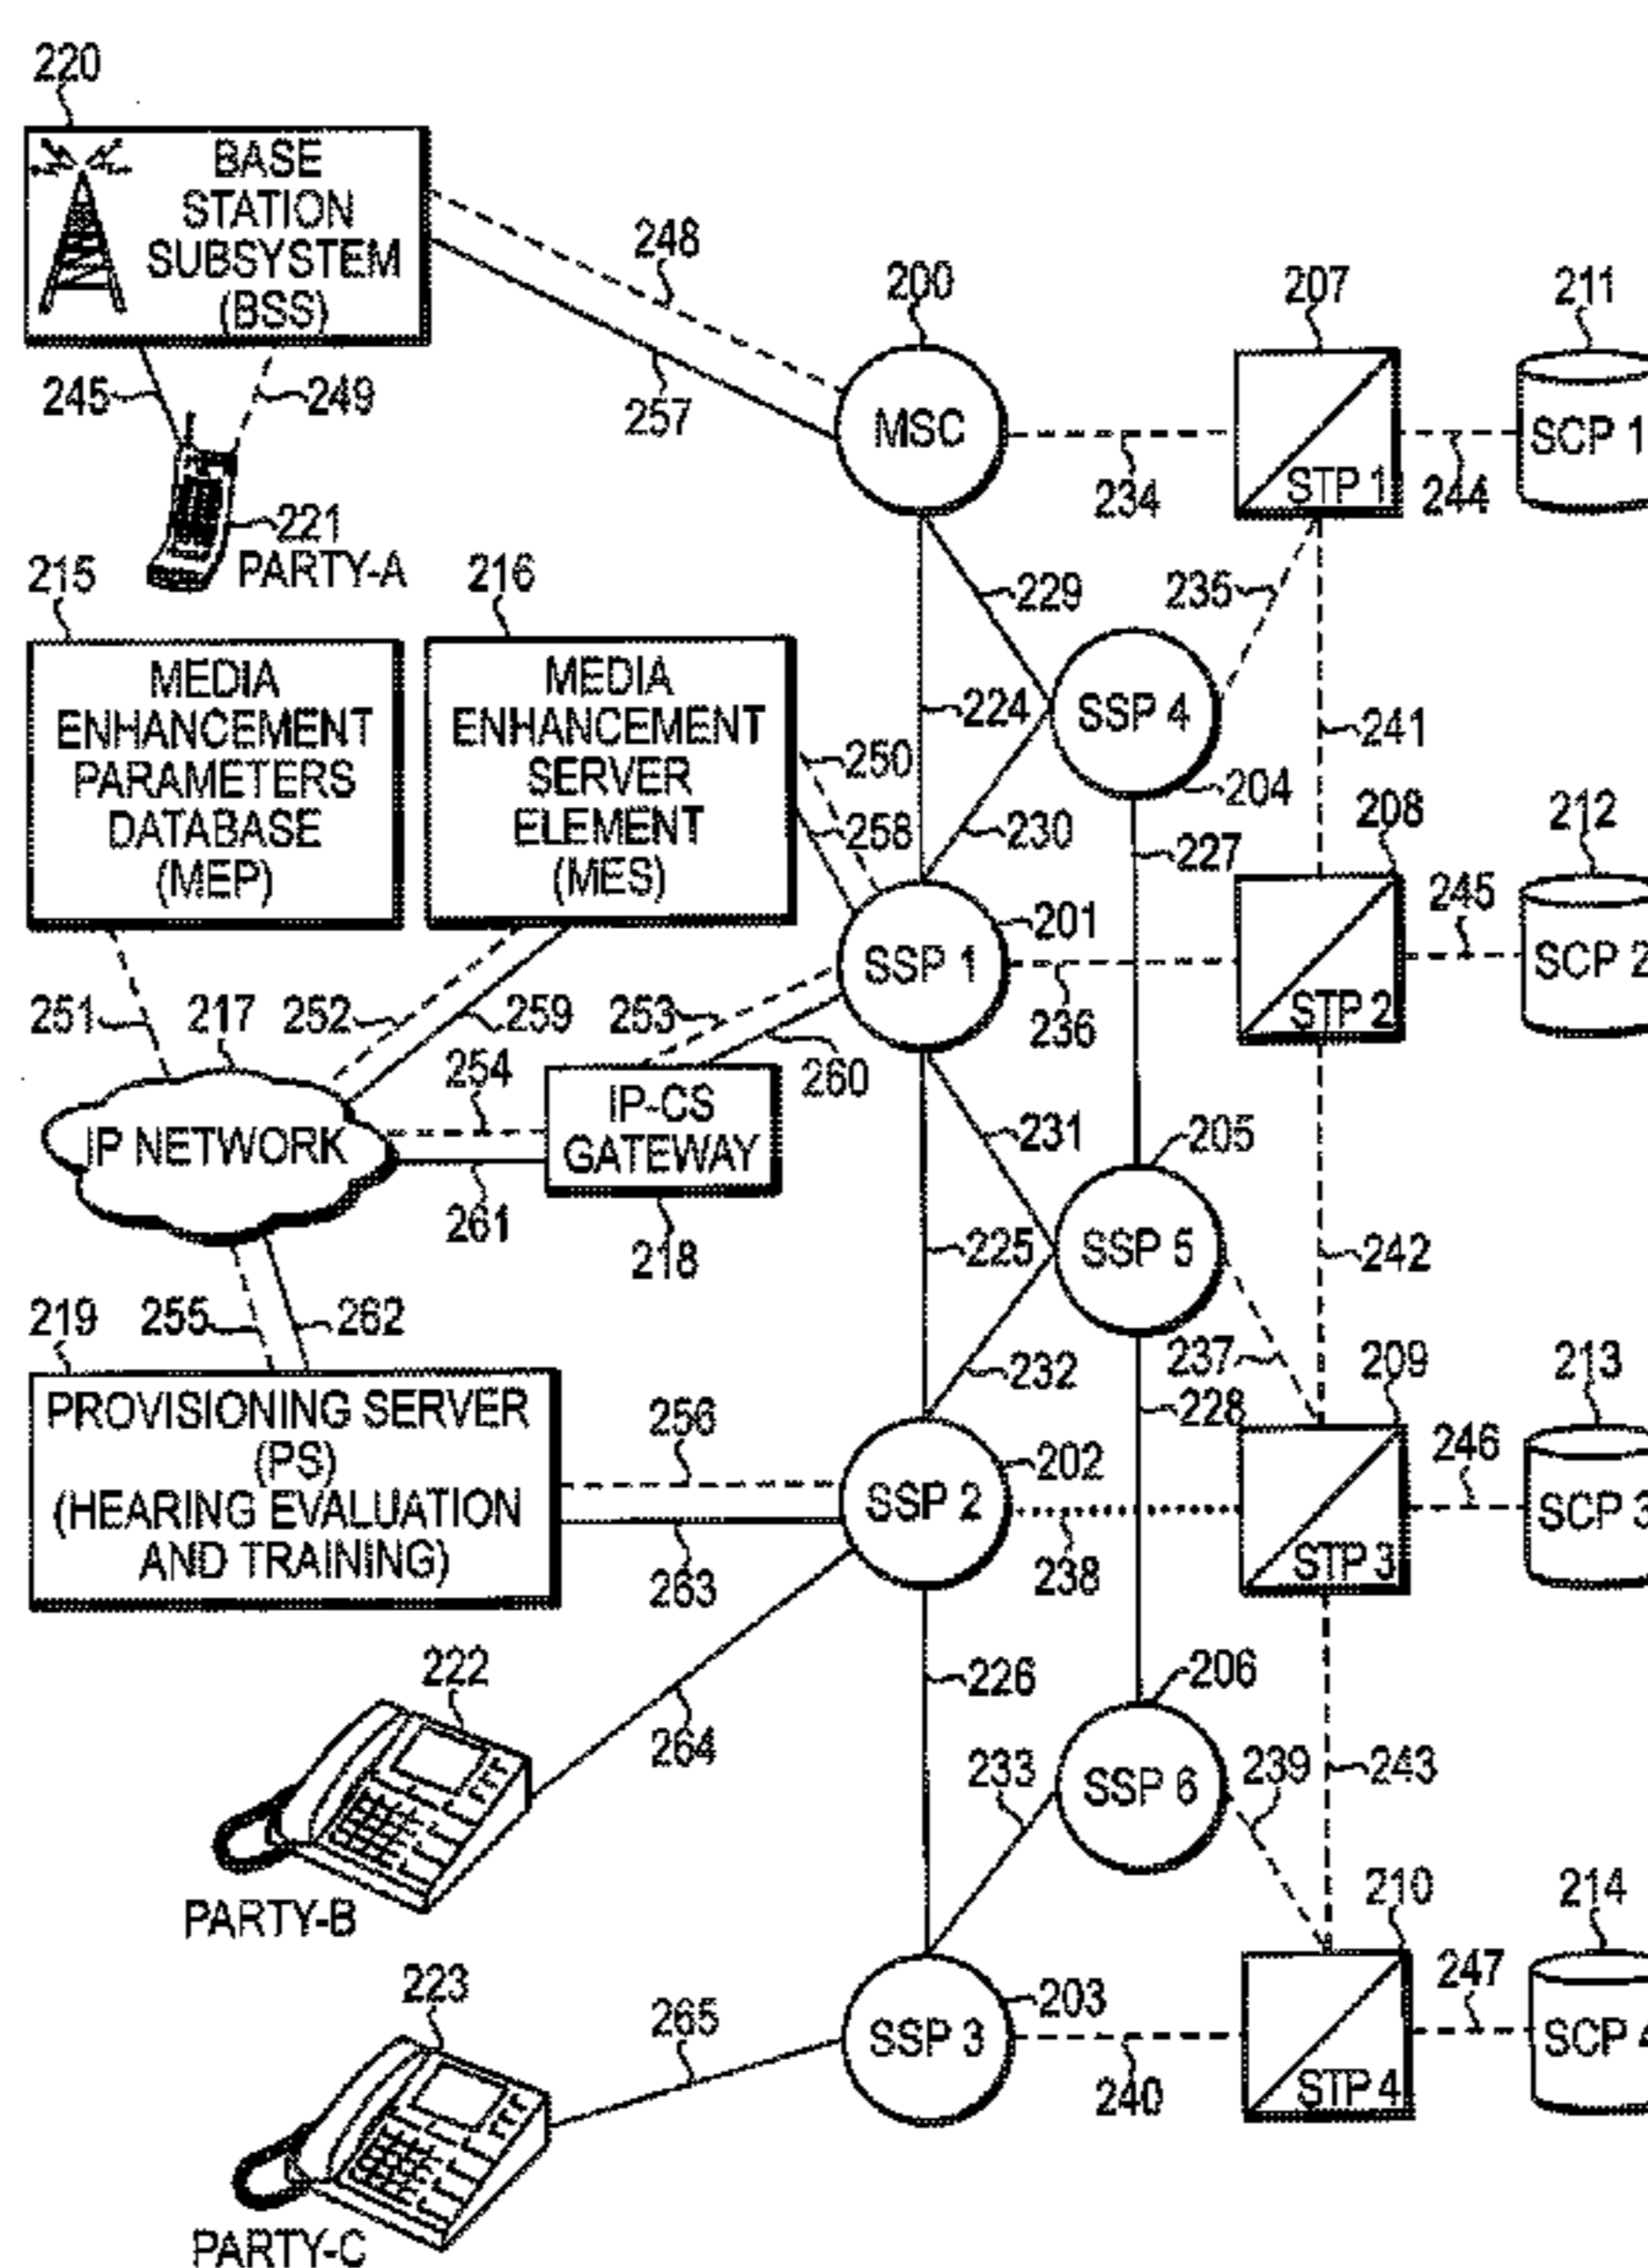 220
BASE
STATION
SUBSYSTEM
(BSS)
248
200
207
211
245
249
257
MSC
234
STP 1
244
SCP 1
221
PARTY-A
215
216
229
235
MEDIA
ENHANCEMENT
PARAMETERS
DATABASE
(MEP)
MEDIA
ENHANCEMENT
SERVER
ELEMENT
(MES)
224
SSP 4
241
250
204
258
230
227
208
212
201
245
SSP 1
STP 2
SCP 2
251
217
252
259
253
236
254
260
IP NETWORK
IP-CS
GATEWAY
231
205
261
218
225
SSP 5
242
219
255
262
237
209
213
232
PROVISIONING SERVER
(PS)
(HEARING EVALUATION
AND TRAINING)
228
256
202
246
SSP 2
SCP 3
263
238
STP 3
222
226
206
264
233
SSP 6
239
243
PARTY-B
210
214
223
265
203
247
SSP 3
SCP 4
240
STP 4
PARTY-C